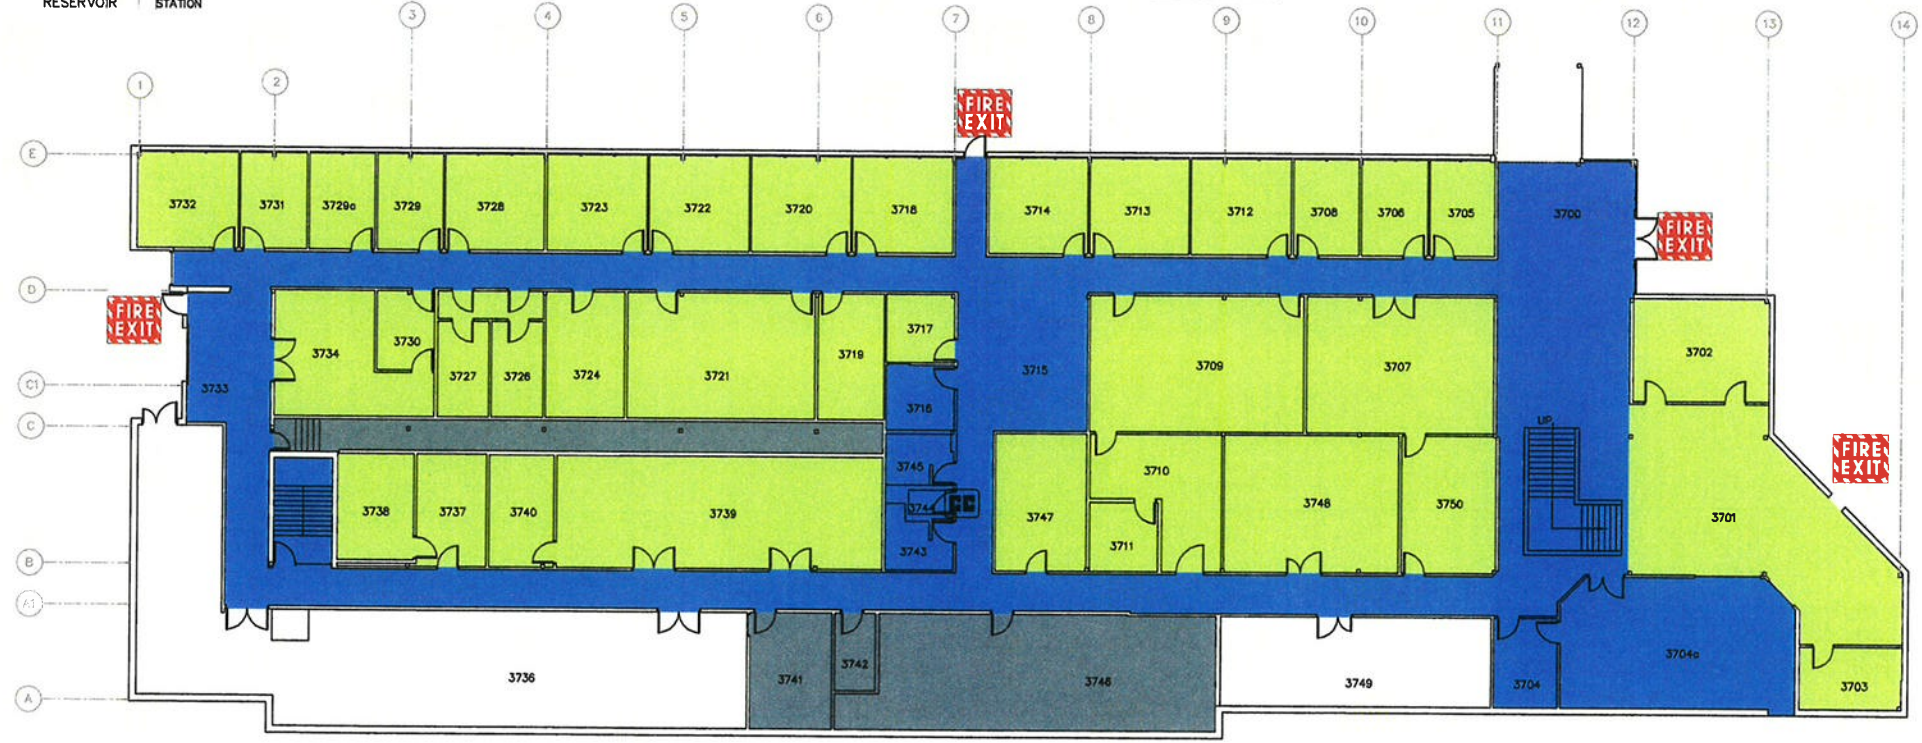 RESERVOIR STATION
3 4 5 6 7 8 9 10 11 12 13 14
1 2
FIRE
EXIT
E
3732 3731 3729a 3729 3728 3723 3722 3720 3718 3714 3713 3712 3708 3706 3705 3700
FIRE
EXIT
D
FIRE
EXIT
3734 3730 3727 3726 3724 3721 3719 3717 3715 3709 3707 3702
C1
3733 3716
C
UP
FIRE
EXIT
3738 3737 3740 3739 3745 3744 3743 3747 3710 3711 3748 3750 3701
B
A1
3736 3741 3742 3746 3749 3704 3704a 3703
A